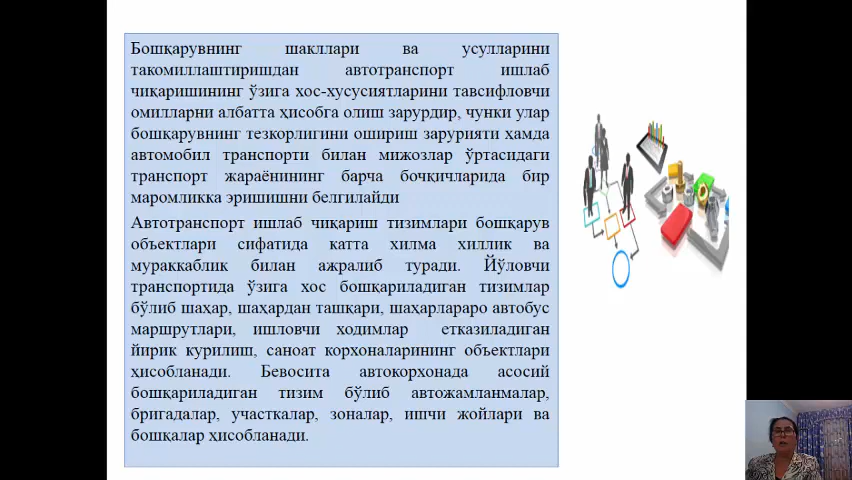 Бошқарувнинг шакллари ва усулларини
такомиллаштиришдан автотранспорт ишлаб
чиқаришининг ўзига хос-хусусиятларини тавсифловчи
омилларни албатта ҳисобга олиш зарурдир, чунки улар
бошқарувнинг тезкорлигини ошириш зарурияти ҳамда
автомобил транспорти билан мижозлар ўртасидаги
транспорт жараёнининг барча бочқичларида бир
маромликка эришишни белгилайди
Автотранспорт ишлаб чиқариш тизимлари бошқарув
объектлари сифатида катта хилма хиллик ва
мураккаблик билан ажралиб туради. Йўловчи
транспортида ўзига хос бошқариладиган тизимлар
бўлиб шаҳар, шаҳардан ташқари, шаҳарлараро автобус
маршрутлари, ишловчи ходимлар етказиладиган
йирик курилиш, саноат корхоналарининг объектлари
ҳисобланади. Бевосита автокорхонада асосий
бошқариладиган тизим бўлиб автожамланмалар,
бригадалар, участкалар, зоналар, ишчи жойлари ва
бошқалар ҳисобланади.